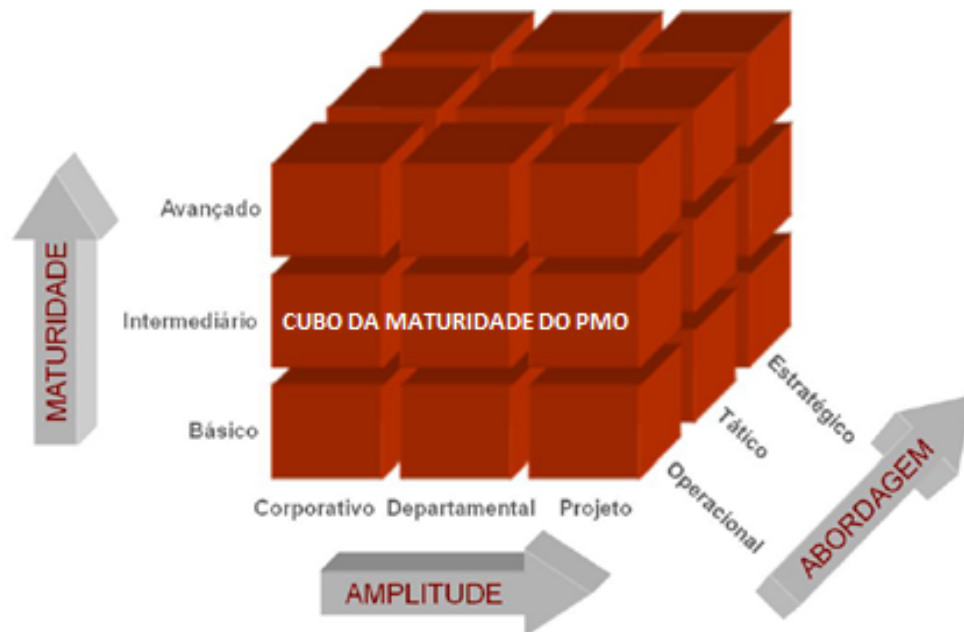 Avançado
MATURIDADE
Intermediário
CUBO DA MATURIDADE DO PMO
Básico
Estratégico
Tático
Operacional
ABORDAGEM
Corporativo Departamental Projeto
AMPLITUDE